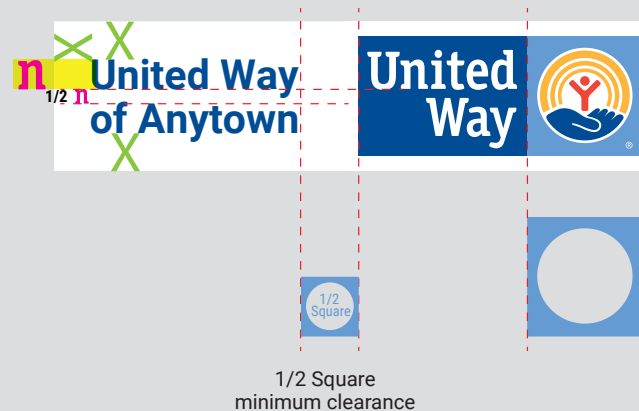 n
1/2 n
X X
United Way
of Anytown
X
United
Way
®
1/2
Square
1/2 Square
minimum clearance